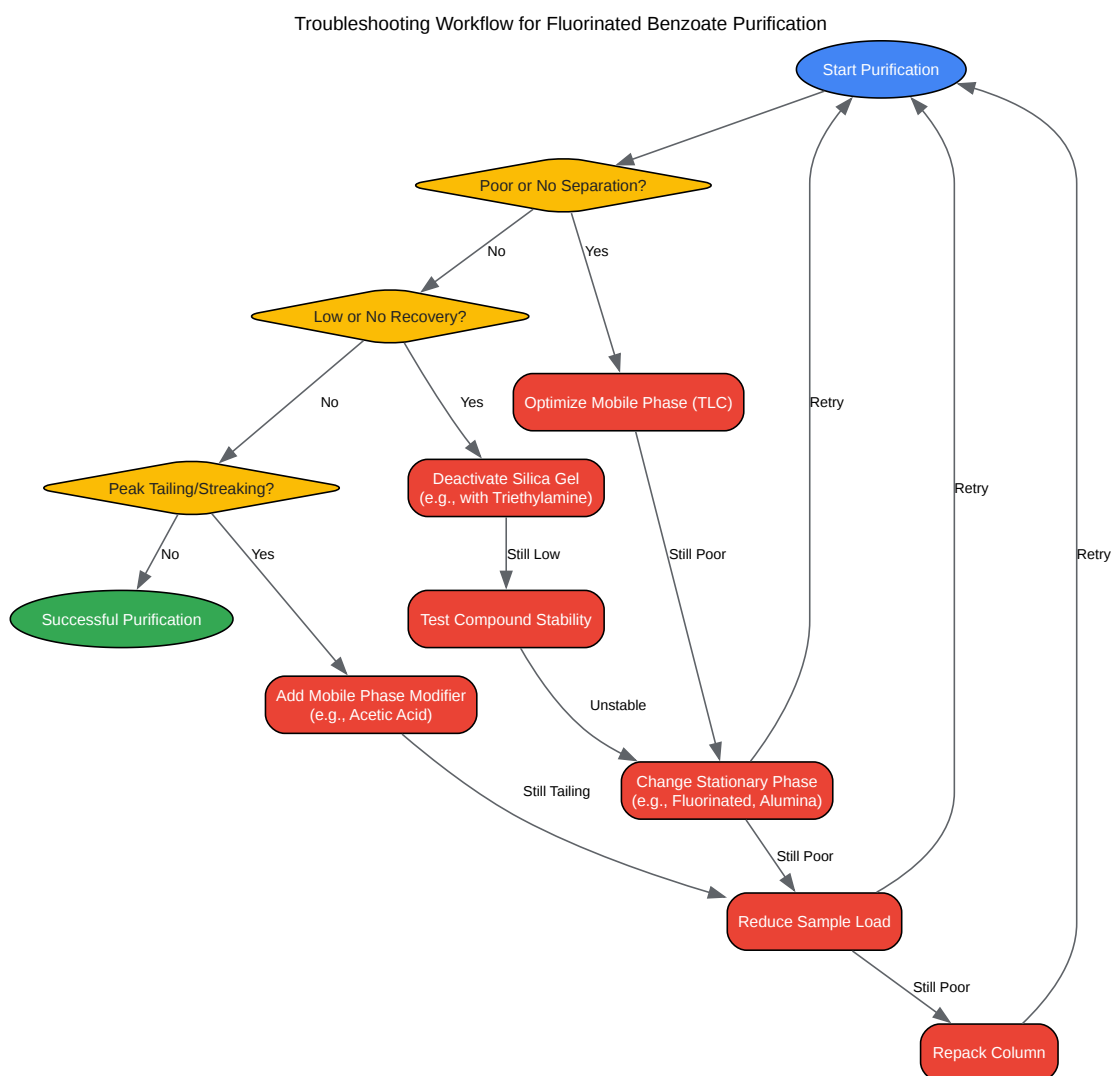 Troubleshooting Workflow for Fluorinated Benzoate Purification
Start Purification
Poor or No Separation?
No
Yes
Low or No Recovery?
Optimize Mobile Phase (TLC)
No
Yes
Retry
Peak Tailing/Streaking?
Deactivate Silica Gel
(e.g., with Triethylamine)
Retry
No
Yes
Still Low
Still Poor
Retry
Successful Purification
Test Compound Stability
Add Mobile Phase Modifier
(e.g., Acetic Acid)
Unstable
Still Tailing
Change Stationary Phase
(e.g., Fluorinated, Alumina)
Still Poor
Reduce Sample Load
Still Poor
Repack Column